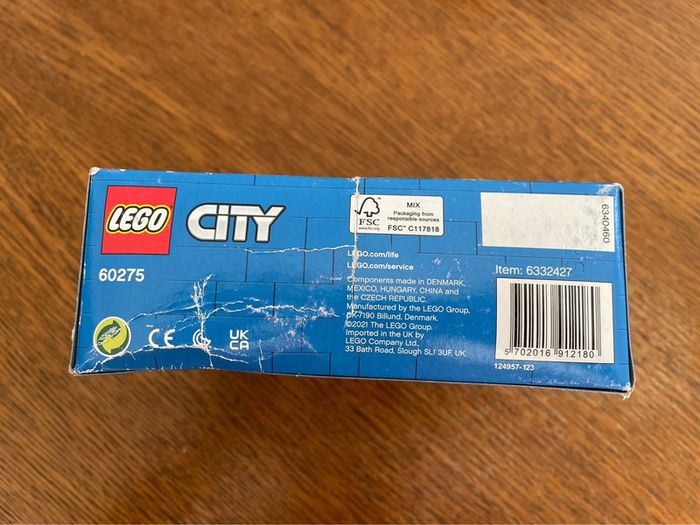 LEGO
CITY
60275
UK
CA
FSC
www.fsc.org
MIX
Packaging from
responsible sources
FSC® C117818
LEGO.com/life
LEGO.com/service
Components made in DENMARK,
MEXICO, HUNGARY, CHINA and
the CZECH REPUBLIC.
Manufactured by the LEGO Group,
DK-7190 Billund, Denmark.
©2021 The LEGO Group.
Imported in the UK by
LEGO Company Ltd.
33 Bath Road, Slough SL1 3UF, UK
6340460
Item: 6332427
5 702016 912180
124957-123